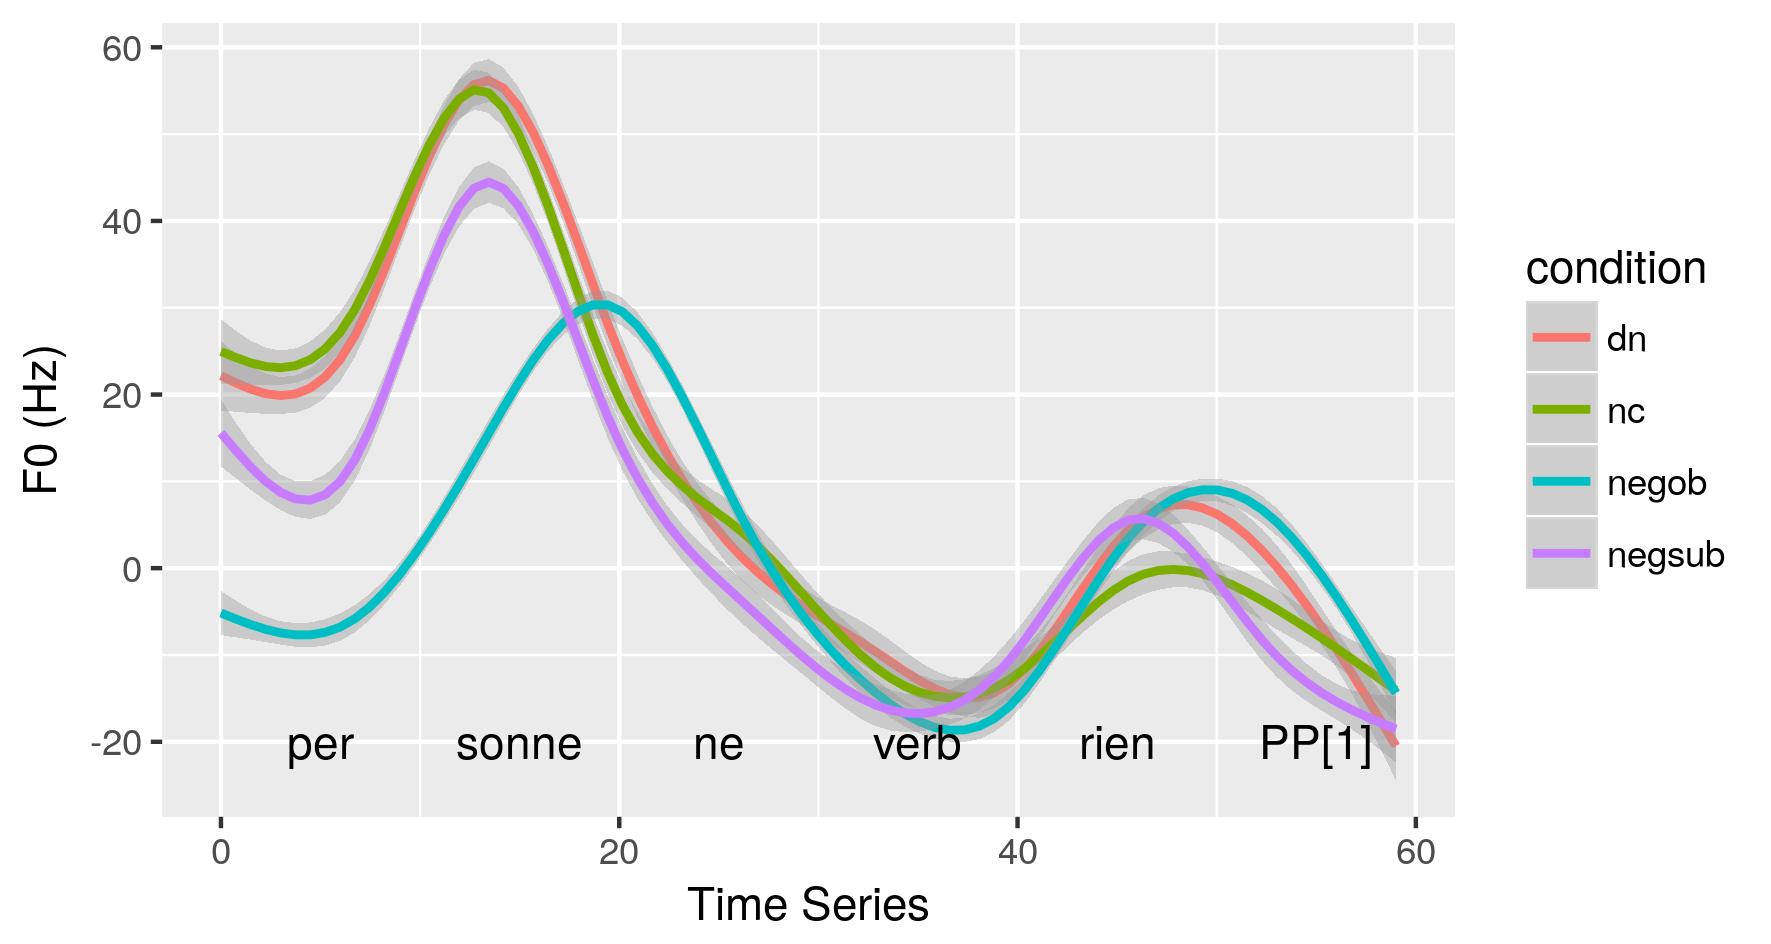 60
40
20
0
-20
F0 (Hz)
per sonne ne verb rien PP[1]
0 20 40 60
Time Series
condition
dn
nc
negob
negsub